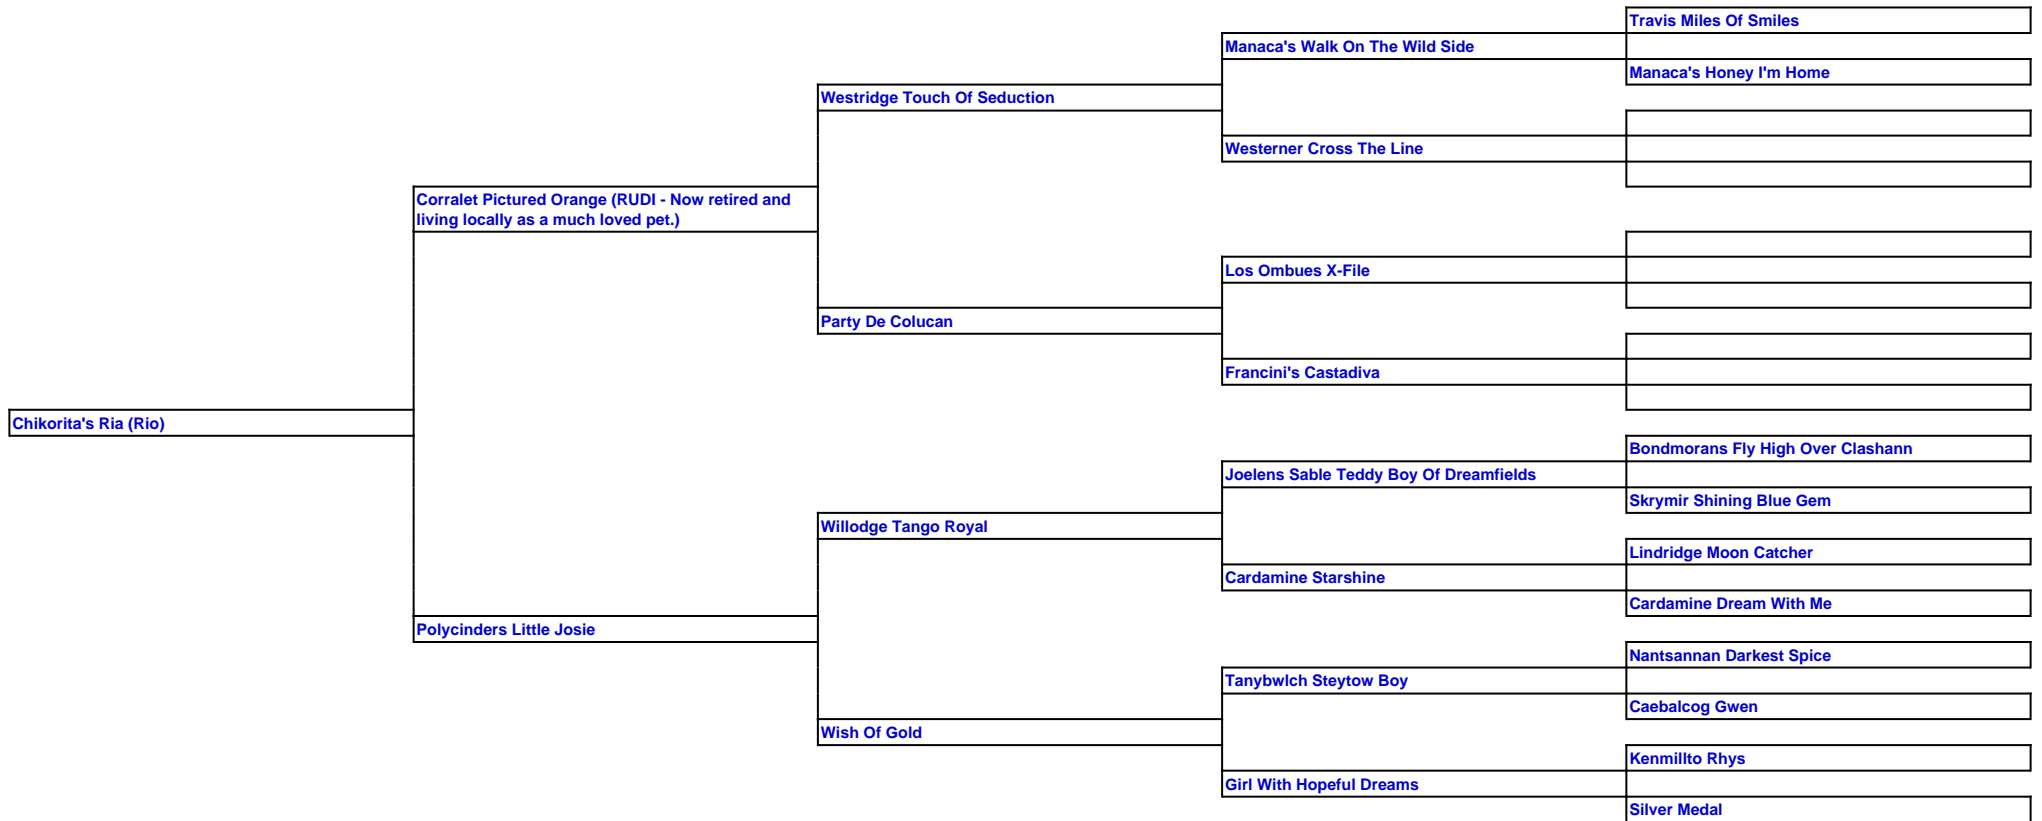 Travis Miles Of Smiles
Manaca's Walk On The Wild Side
Manaca's Honey I'm Home
Westridge Touch Of Seduction
Westerner Cross The Line
Corralet Pictured Orange (RUDI - Now retired and
living locally as a much loved pet.)
Los Ombues X-File
Party De Colucan
Francini's Castadiva
Chikorita's Ria (Rio)
Bondmorans Fly High Over Clashann
Joelens Sable Teddy Boy Of Dreamfields
Skrymir Shining Blue Gem
Willodge Tango Royal
Lindridge Moon Catcher
Cardamine Starshine
Cardamine Dream With Me
Polycinders Little Josie
Nantsannan Darkest Spice
Tanybwlch Steytow Boy
Caebalcog Gwen
Wish Of Gold
Kenmillto Rhys
Girl With Hopeful Dreams
Silver Medal